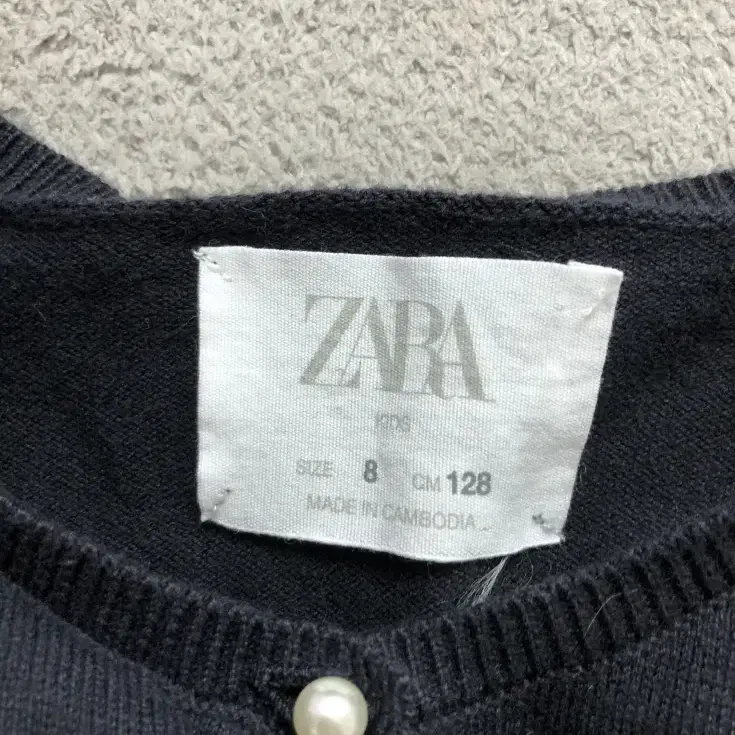 ZARA
KIDS
SIZE 8 CM 128
MADE IN CAMBODIA